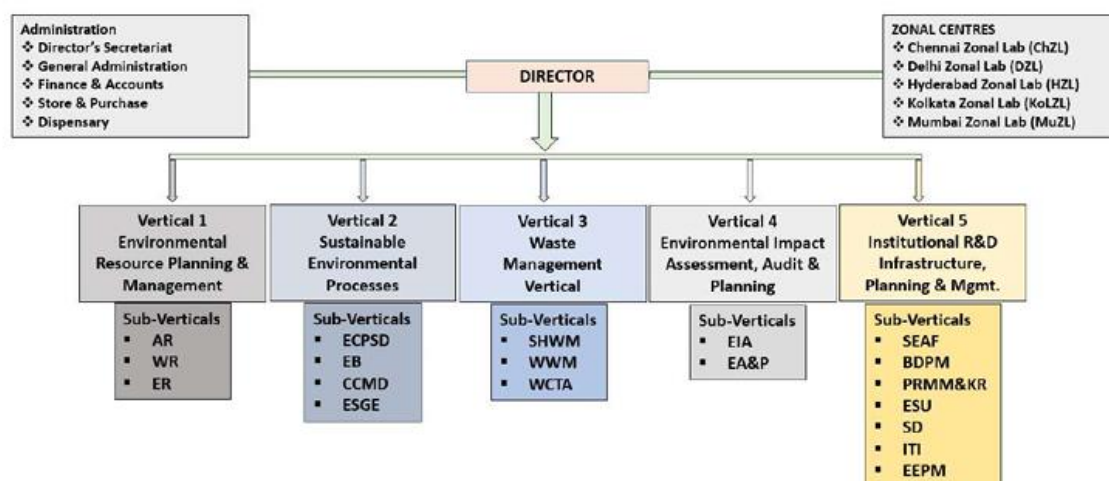 Administration
❖ Director's Secretariat
❖ General Administration
❖ Finance & Accounts
❖ Store & Purchase
❖ Dispensary
DIRECTOR
ZONAL CENTRES
❖ Chennai Zonal Lab (ChZL)
❖ Delhi Zonal Lab (DZL)
❖ Hyderabad Zonal Lab (HZL)
❖ Kolkata Zonal Lab (KoLZL)
❖ Mumbai Zonal Lab (MuZL)
Vertical 1
Environmental
Resource Planning &
Management
Sub-Verticals
▪ AR
▪ WR
▪ ER
Vertical 2
Sustainable
Environmental
Processes
Sub-Verticals
▪ ECPSD
▪ EB
▪ CCMD
▪ ESGE
Vertical 3
Waste
Management
Vertical
Sub-Verticals
▪ SHWM
▪ WWM
▪ WCTA
Vertical 4
Environmental Impact
Assessment, Audit &
Planning
Sub-Verticals
▪ EIA
▪ EA&P
Vertical 5
Institutional R&D
Infrastructure,
Planning & Mgmt.
Sub-Verticals
▪ SEAF
▪ BDPM
▪ PRMM&KR
▪ ESU
▪ SD
▪ ITI
▪ EEPM